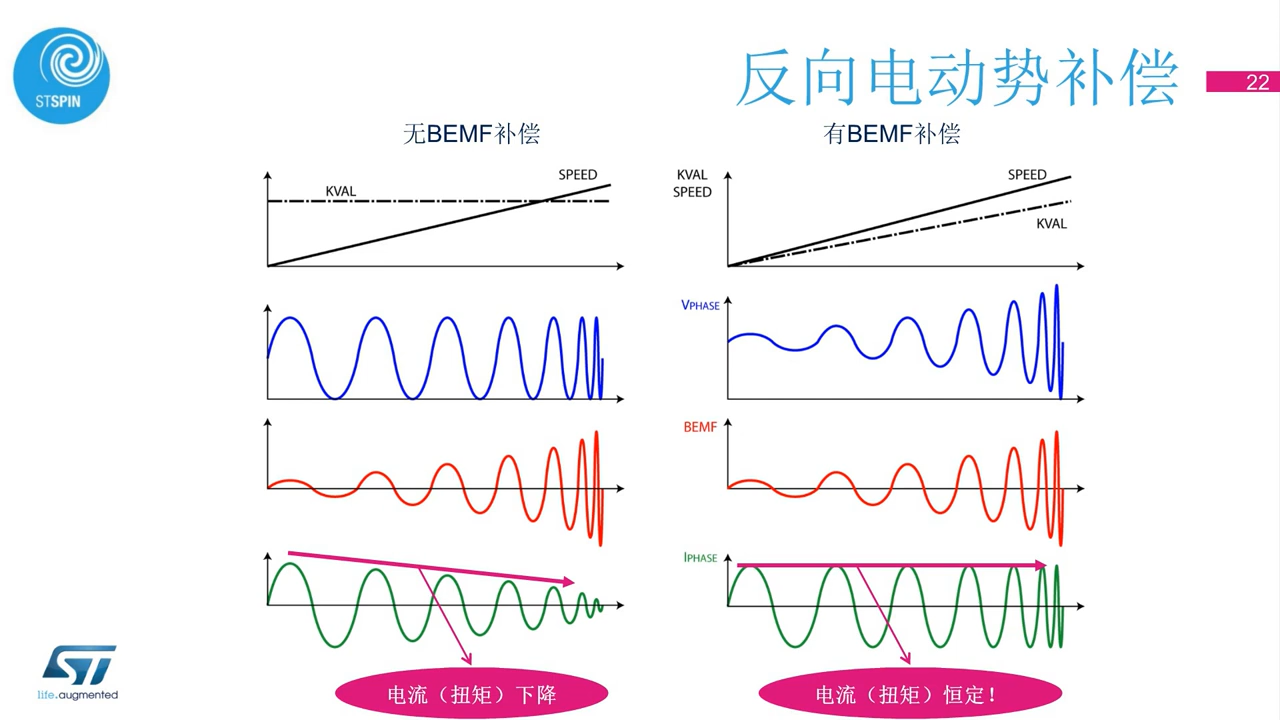 STSPIN
反向电动势补偿
22
无BEMF补偿
有BEMF补偿
KVAL
SPEED
KVAL
SPEED
SPEED
KVAL
VPHASE
BEMF
IPHASE
电流（扭矩）下降
电流（扭矩）恒定！
ST
life.augmented